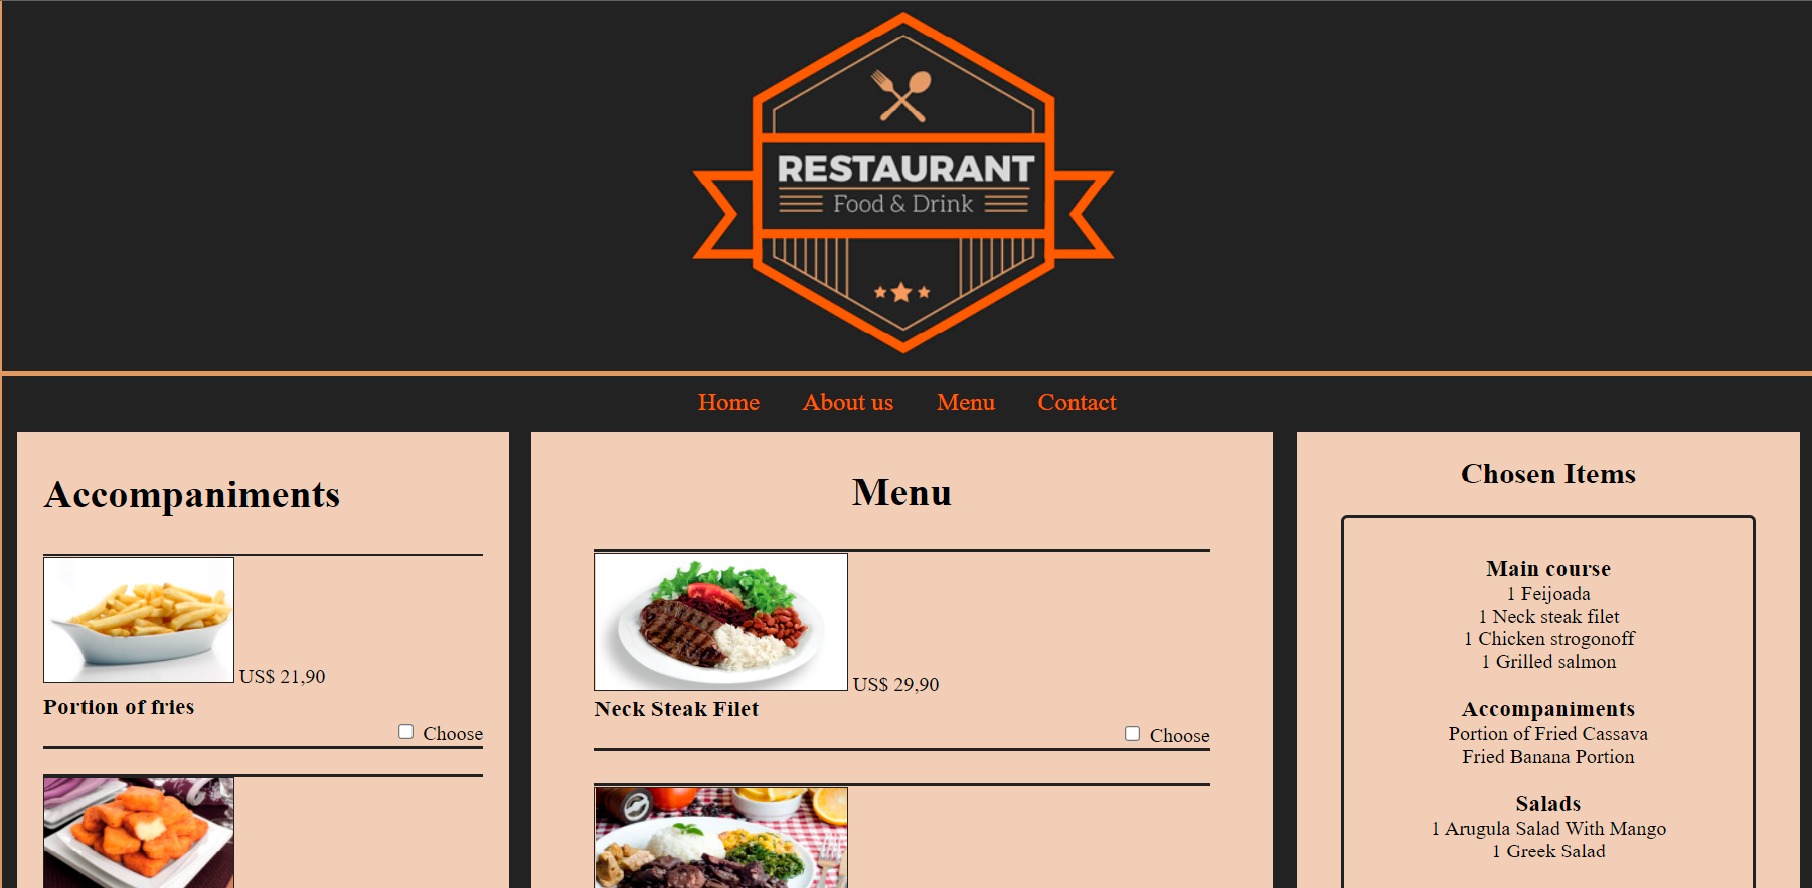 RESTAURANT
Food & Drink
Home About us Menu Contact
Accompaniments
US$ 21,90
Portion of fries
Choose
Menu
US$ 29,90
Neck Steak Filet
Choose
Chosen Items
Main course
1 Feijoada
1 Neck steak filet
1 Chicken strogonoff
1 Grilled salmon
Accompaniments
Portion of Fried Cassava
Fried Banana Portion
Salads
1 Arugula Salad With Mango
1 Greek Salad